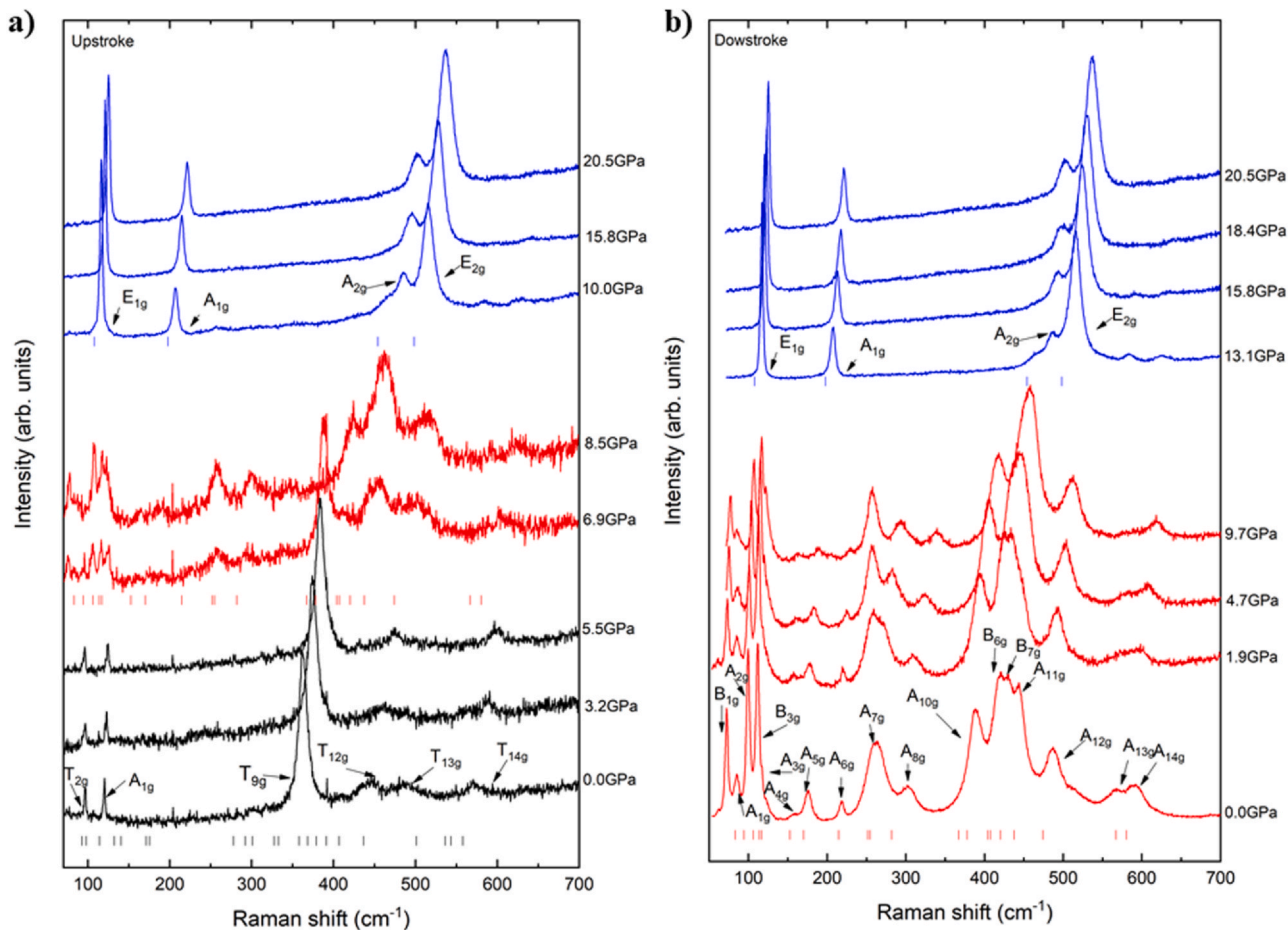 a)
Upstroke
20.5GPa
15.8GPa
10.0GPa
E1g
A1g
A2g
E2g
8.5GPa
6.9GPa
5.5GPa
3.2GPa
0.0GPa
T2g
A1g
T9g
T12g
T13g
T14g
Intensity (arb. units)
100 200 300 400 500 600 700
Raman shift (cm-1)
b)
Dowstroke
20.5GPa
18.4GPa
15.8GPa
13.1GPa
E1g
A1g
A2g
E2g
9.7GPa
4.7GPa
1.9GPa
0.0GPa
B1g
A2g
B3g
A1g
A3g
A4g
A5g
A6g
A7g
A8g
A10g
B6g
B7g
A11g
A12g
A13g
A14g
Intensity (arb. units)
100 200 300 400 500 600 700
Raman shift (cm-1)